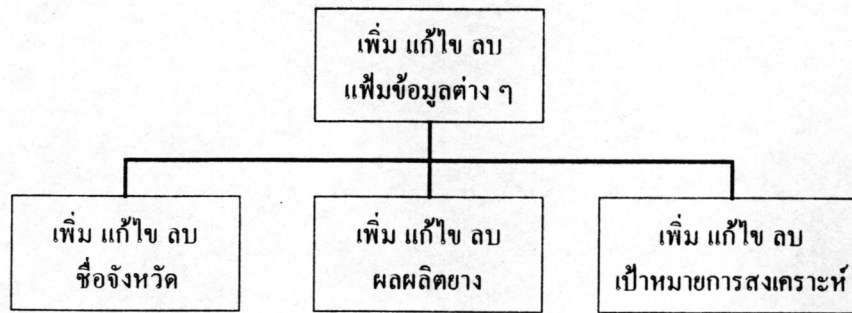 เพิ่ม แก้ไข ลบ
แฟ้มข้อมูลต่าง ๆ
เพิ่ม แก้ไข ลบ
ชื่อจังหวัด
เพิ่ม แก้ไข ลบ
ผลผลิตยาง
เพิ่ม แก้ไข ลบ
เป้าหมายการสงเคราะห์